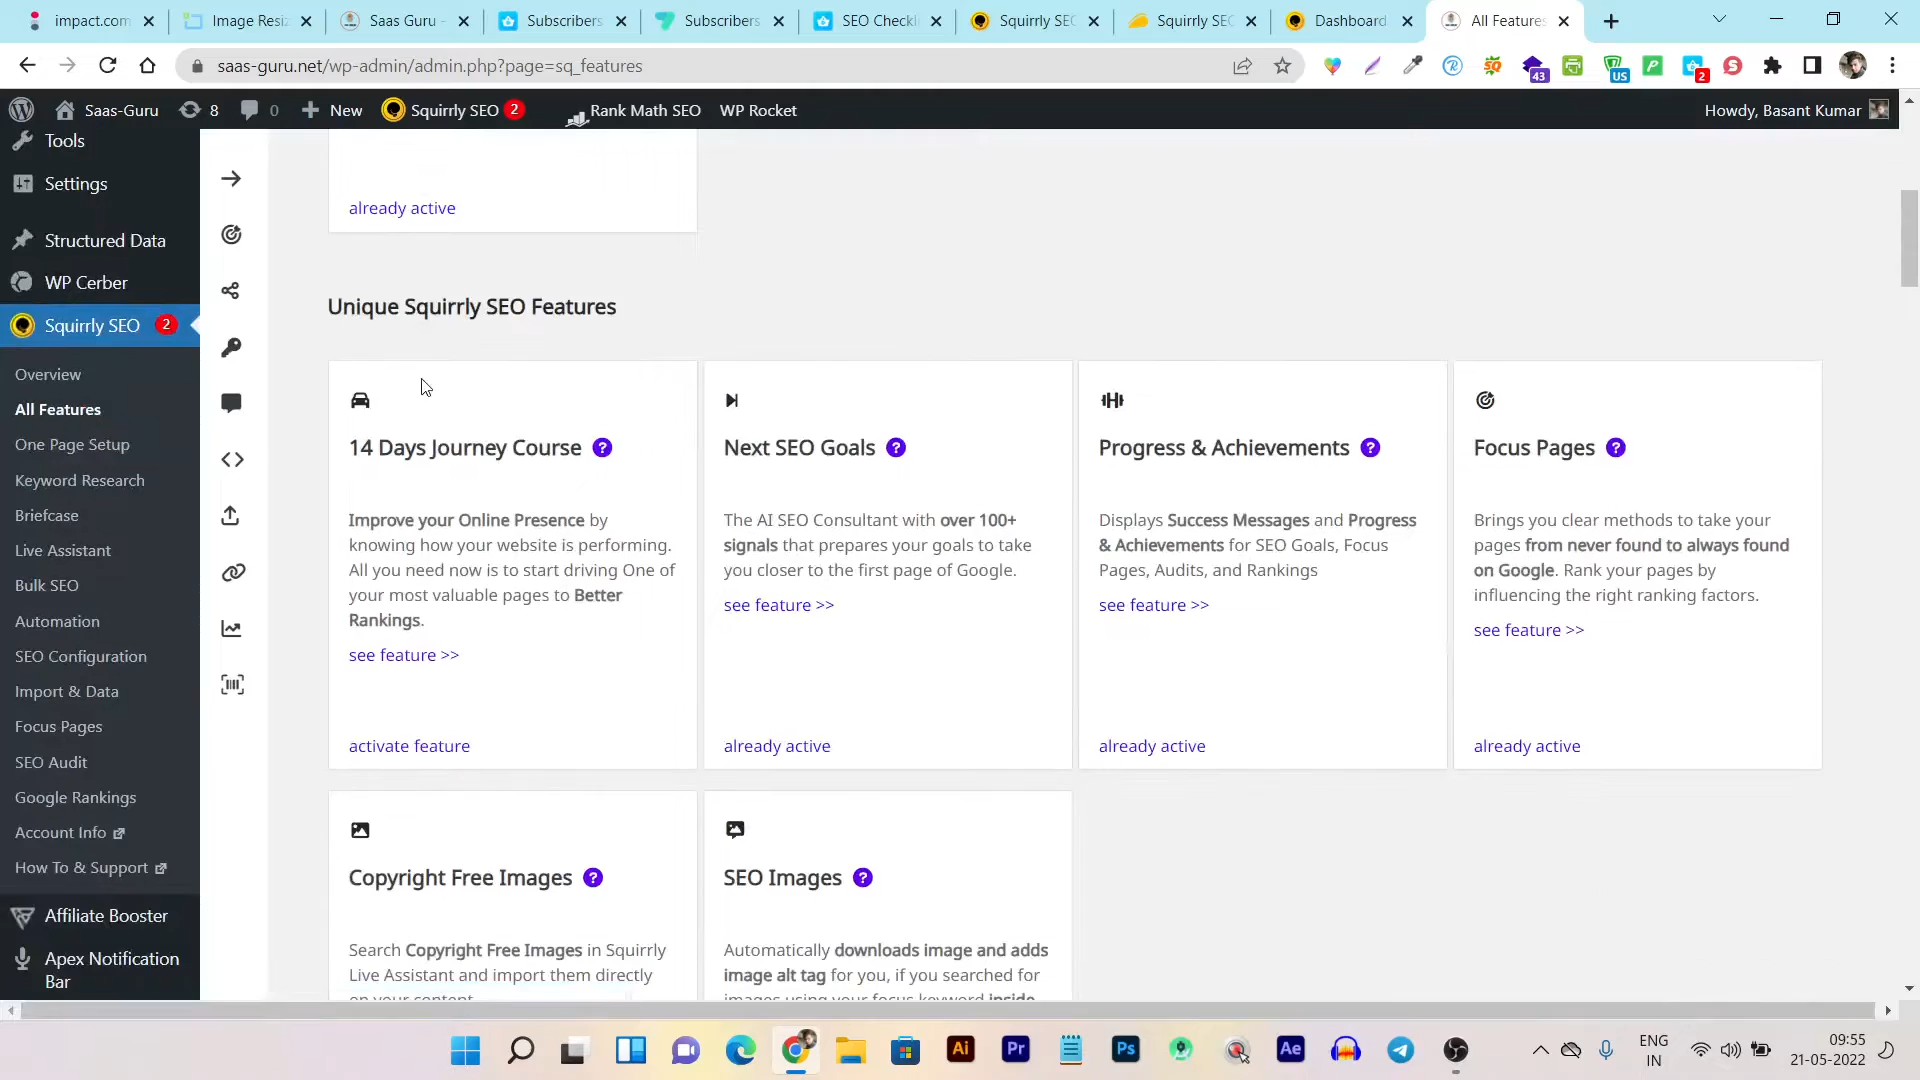 impact.com
Image Resiz
Saas Guru -
Subscribers
Subscribers
SEO Checkl
Squirrly SEO
Squirrly SEO
Dashboard
All Features
saas-guru.net/wp-admin/admin.php?page=sq_features
43
US
2
Saas-Guru
8
0
New
Squirrly SEO
2
Rank Math SEO
WP Rocket
Howdy, Basant Kumar
Tools
Settings
Structured Data
WP Cerber
Squirrly SEO
2
Overview
All Features
One Page Setup
Keyword Research
Briefcase
Live Assistant
Bulk SEO
Automation
SEO Configuration
Import & Data
Focus Pages
SEO Audit
Google Rankings
Account Info
How To & Support
Affiliate Booster
Apex Notification
Bar
already active
Unique Squirrly SEO Features
14 Days Journey Course ?
Improve your Online Presence by
knowing how your website is performing.
All you need now is to start driving One of
your most valuable pages to Better
Rankings.
see feature >>
activate feature
Next SEO Goals ?
The AI SEO Consultant with over 100+
signals that prepares your goals to take
you closer to the first page of Google.
see feature >>
already active
Progress & Achievements ?
Displays Success Messages and Progress
& Achievements for SEO Goals, Focus
Pages, Audits, and Rankings
see feature >>
already active
Focus Pages ?
Brings you clear methods to take your
pages from never found to always found
on Google. Rank your pages by
influencing the right ranking factors.
see feature >>
already active
Copyright Free Images ?
Search Copyright Free Images in Squirrly
Live Assistant and import them directly
on your content.
SEO Images ?
Automatically downloads image and adds
image alt tag for you, if you searched for
images using your focus keyword inside
Ai
Pr
Ps
Ae
ENG
IN
09:55
21-05-2022